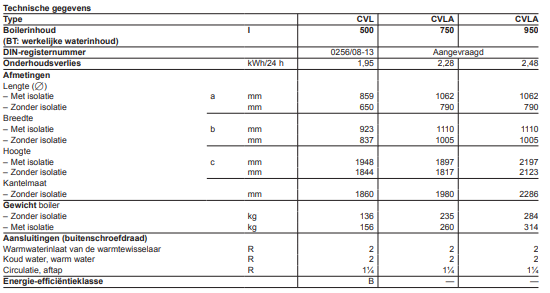 Technische gegevens
Type CVL CVLA CVLA
Boilerinhoud l 500 750 950
(BT: werkelijke waterinhoud)
DIN-registernummer 0256/08-13 Aangevraagd
Onderhoudsverlies kWh/24 h 1,95 2,28 2,48
Afmetingen
Lengte (∅)
– Met isolatie a mm 859 1062 1062
– Zonder isolatie mm 650 790 790
Breedte
– Met isolatie b mm 923 1110 1110
– Zonder isolatie mm 837 1005 1005
Hoogte
– Met isolatie c mm 1948 1897 2197
– Zonder isolatie mm 1844 1817 2123
Kantelmaat
– Zonder isolatie mm 1860 1980 2286
Gewicht boiler
– Zonder isolatie kg 136 235 284
– Met isolatie kg 156 260 314
Aansluitingen (buitenschroefdraad)
Warmwaterinlaat van de warmtewisselaar R 2 2 2
Koud water, warm water R 2 2 2
Circulatie, aftap R 1¼ 1¼ 1¼
Energie-efficiëntieklasse B — —